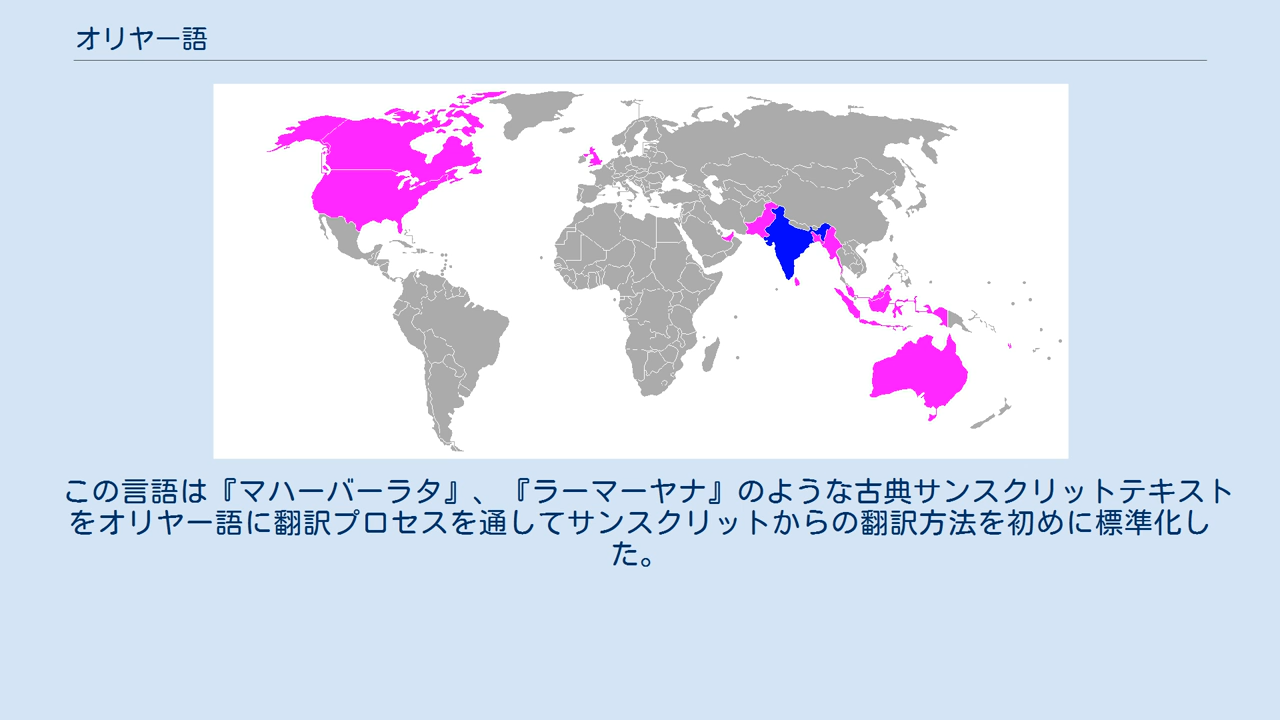 オリヤー語
この言語は『マハーバーラタ』、『ラーマーヤナ』のような古典サンスクリットテキスト
をオリヤー語に翻訳プロセスを通してサンスクリットからの翻訳方法を初めに標準化し
た。